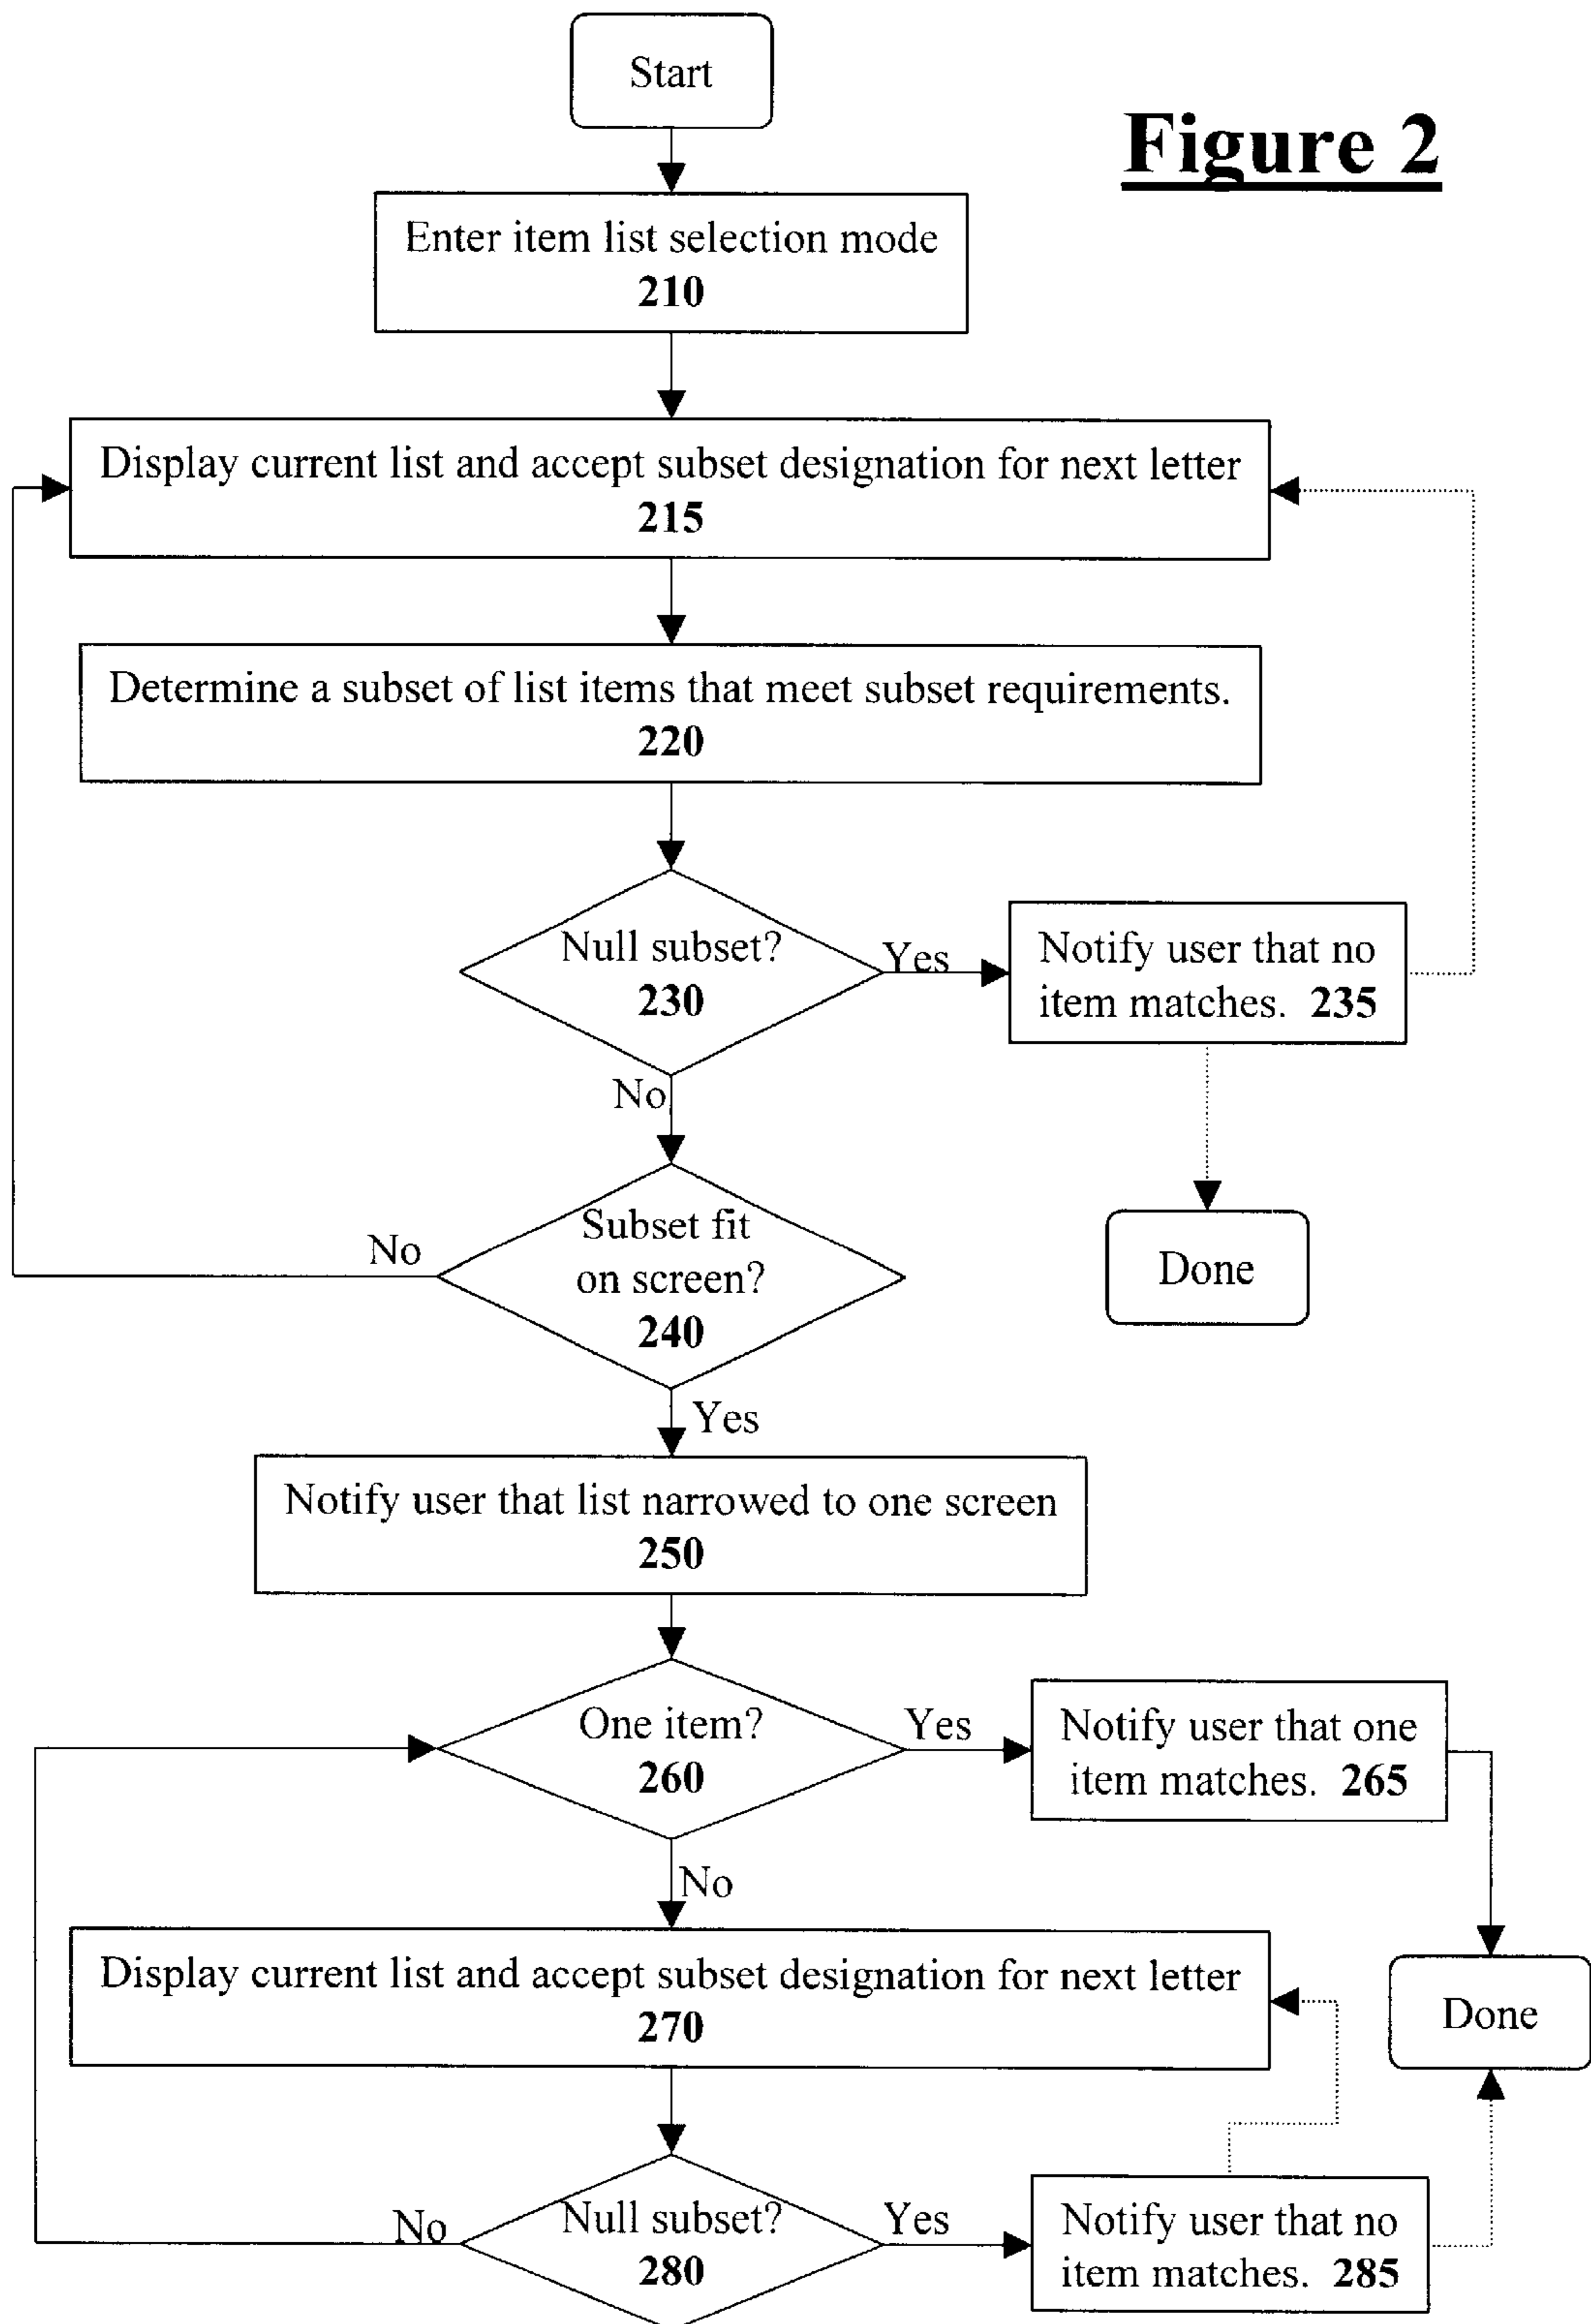 Start
Figure 2
Enter item list selection mode
210
Display current list and accept subset designation for next letter
215
Determine a subset of list items that meet subset requirements.
220
Null subset?
230
Yes
Notify user that no
item matches. 235
No
Subset fit
on screen?
240
No
Done
Yes
Notify user that list narrowed to one screen
250
One item?
260
Yes
Notify user that one
item matches. 265
No
Display current list and accept subset designation for next letter
270
Done
Null subset?
280
No
Yes
Notify user that no
item matches. 285